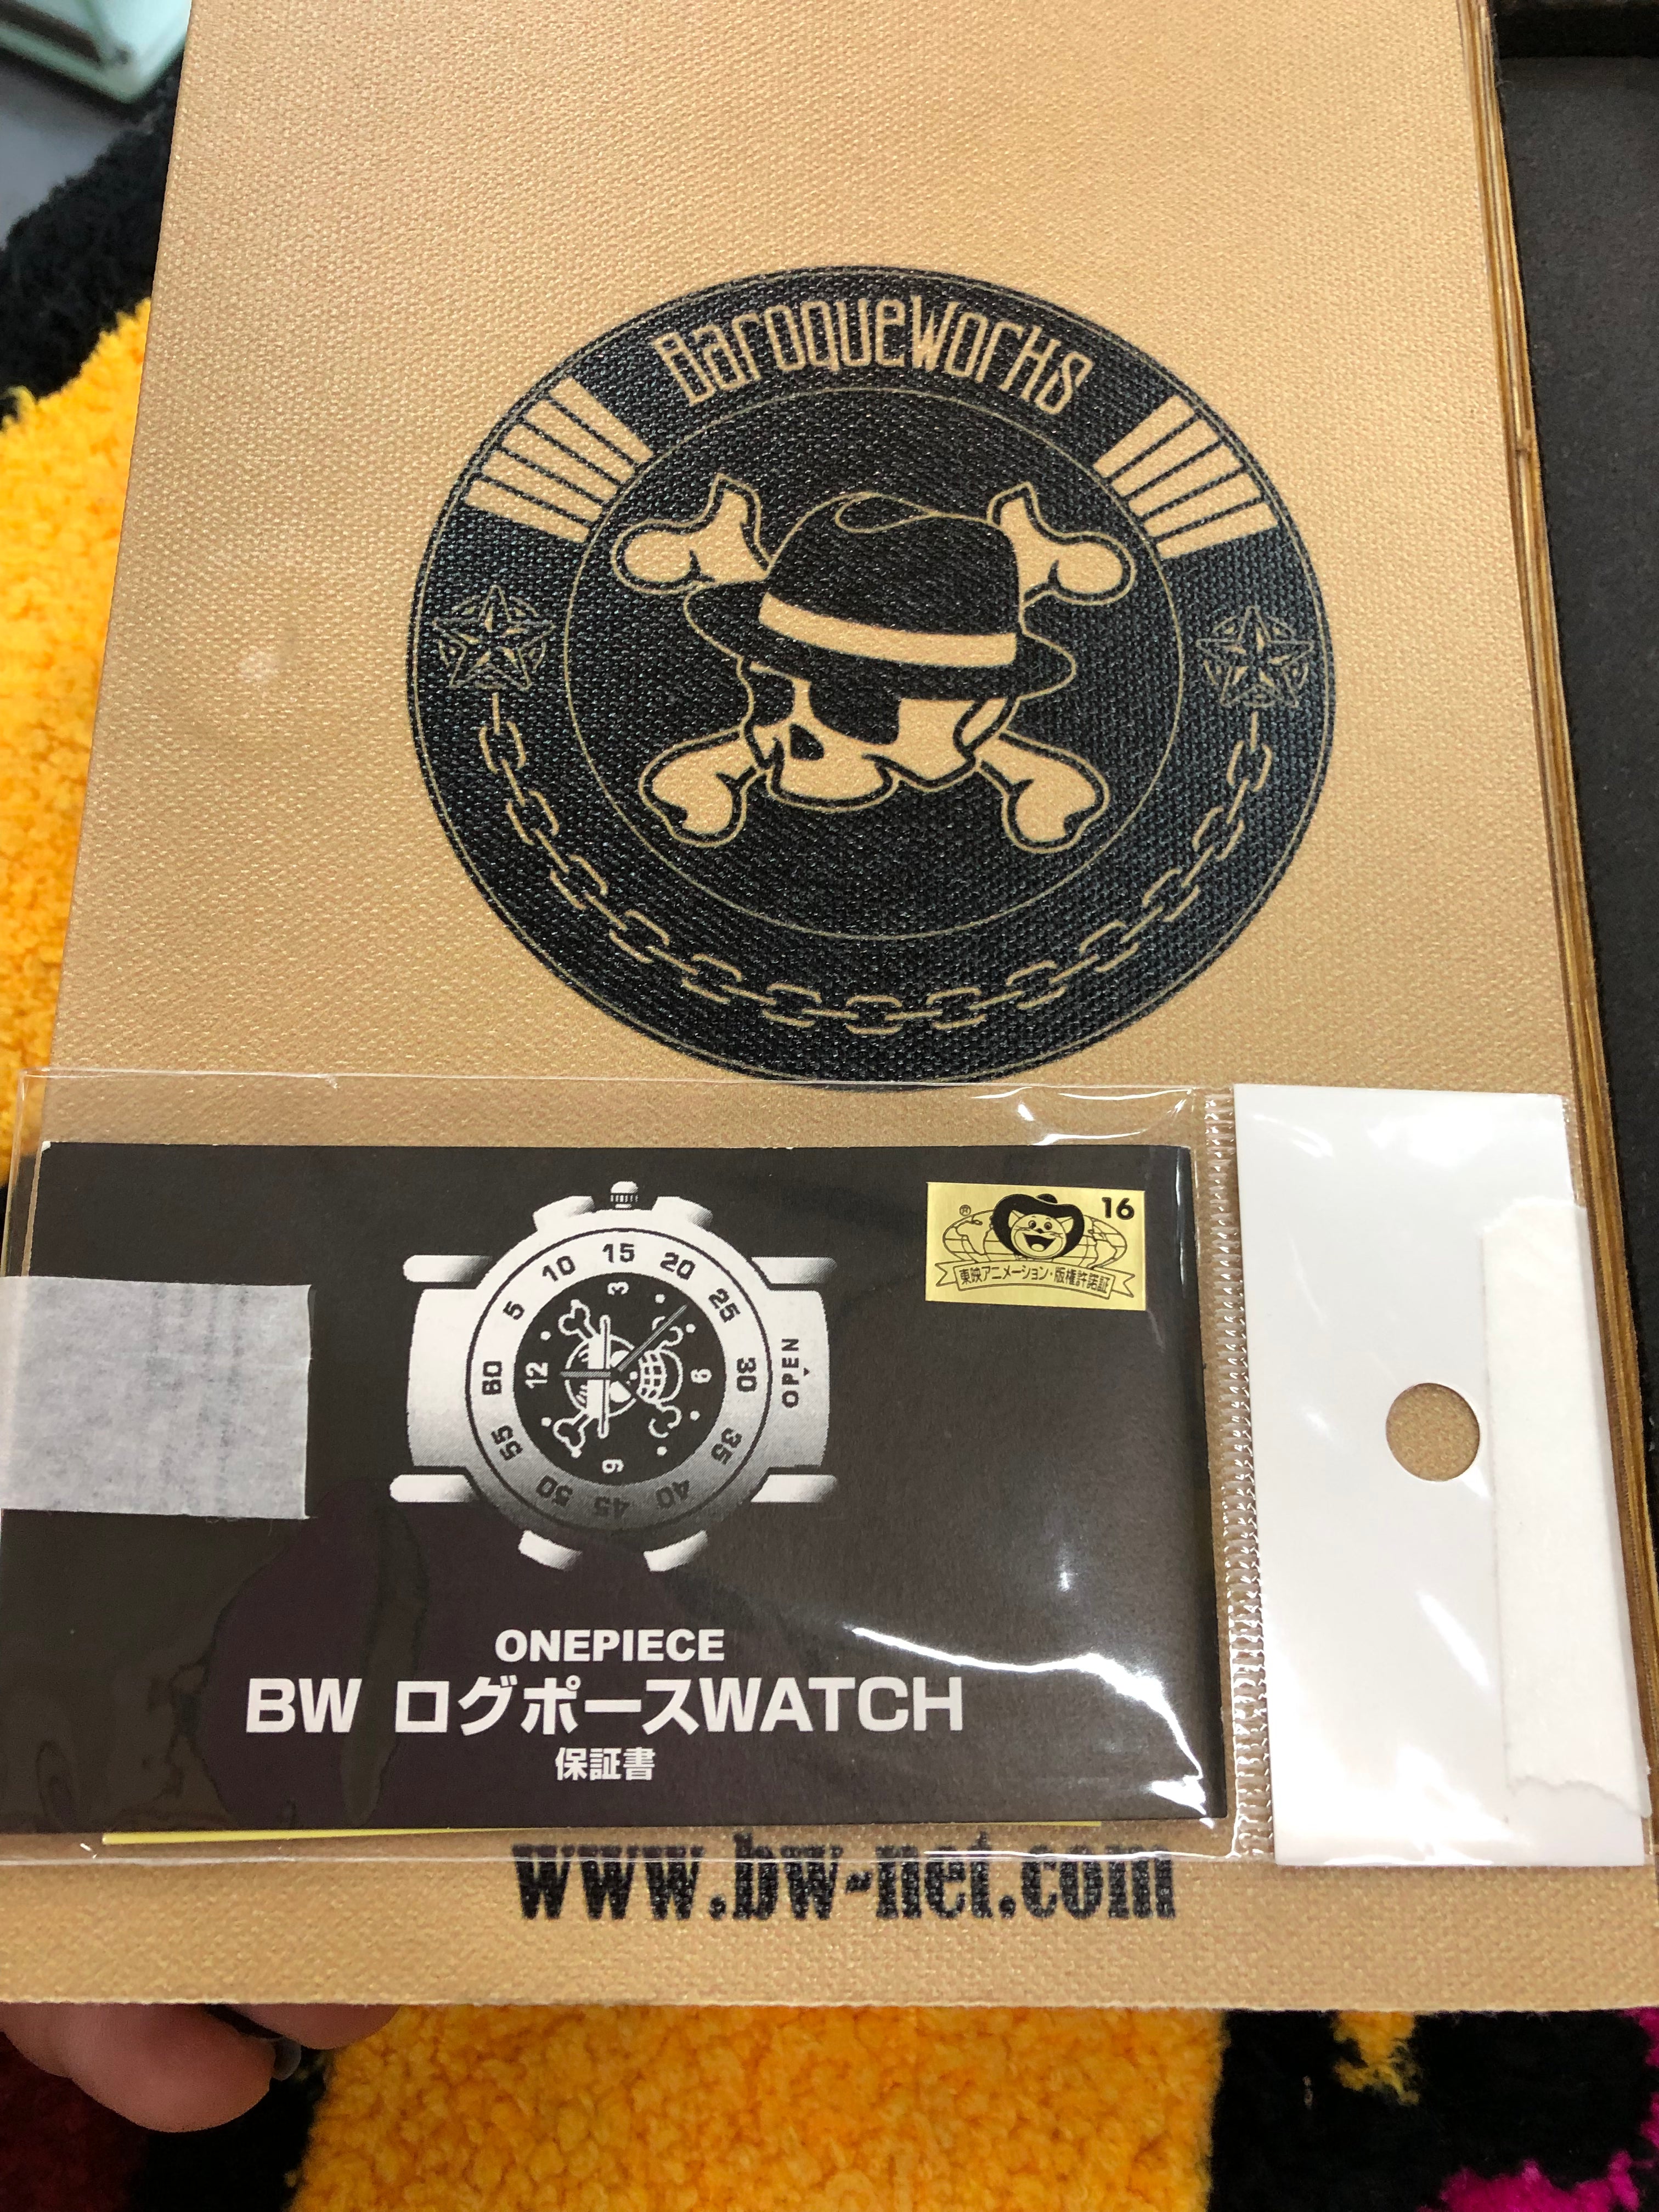 BaroqueWorks
16
®
東映アニメーション・版権許諾証
5 10 15 20 25 30 35 40 45 50 55 60
12 3 6 9
OPEN
ONEPIECE
BW ログポースWATCH
保証書
www.bw-net.com